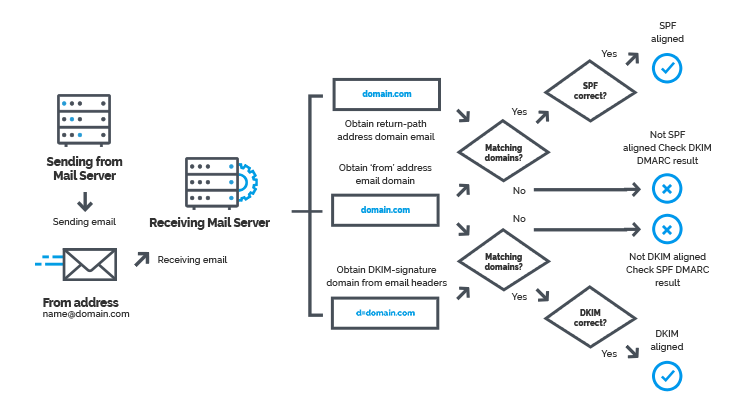 Sending from
Mail Server
Sending email
From address
name@domain.com
Receiving email
Receiving Mail Server
domain.com
Obtain return-path
address domain email
Obtain ‘from’ address
email domain
domain.com
Obtain DKIM-signature
domain from email headers
d=domain.com
Matching
domains?
Yes
No
SPF
correct?
Yes
SPF
aligned
Not SPF
aligned Check DKIM
DMARC result
Matching
domains?
No
Yes
Not DKIM aligned
Check SPF DMARC
result
DKIM
correct?
Yes
DKIM
aligned